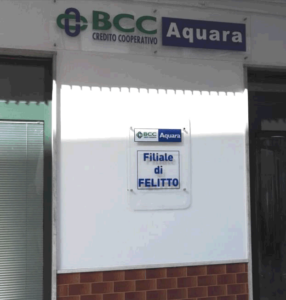 BCC Aquara
CREDITO COOPERATIVO
BCC Aquara
Filiale
di
FELITTO